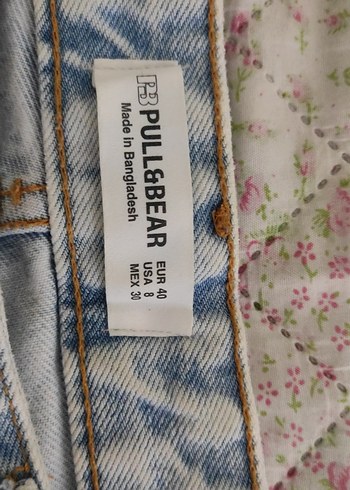 PB PULL&BEAR
Made in Bangladesh
EUR 40
USA 8
MEX 30